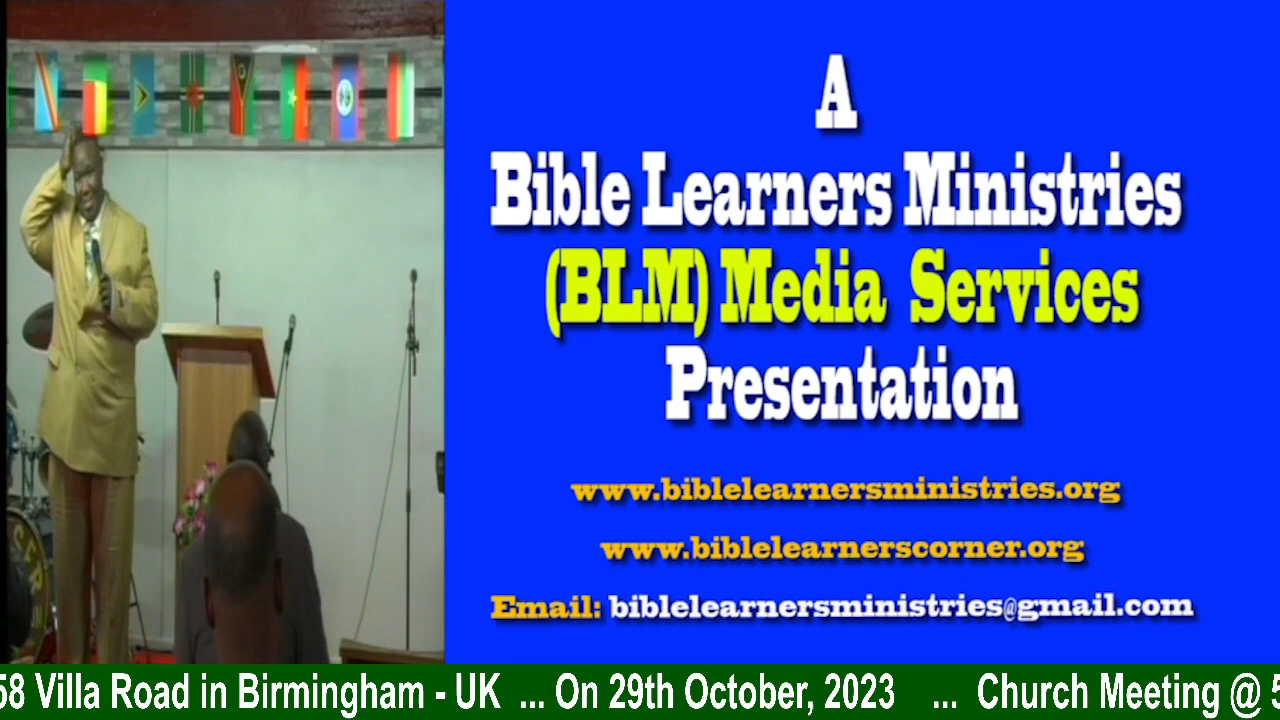 A
Bible Learners Ministries
(BLM) Media Services
Presentation
www.biblelearnersministries.org
www.biblelearnerscorner.org
Email: biblelearnersministries@gmail.com
58 Villa Road in Birmingham - UK ... On 29th October, 2023 ... Church Meeting @ 5